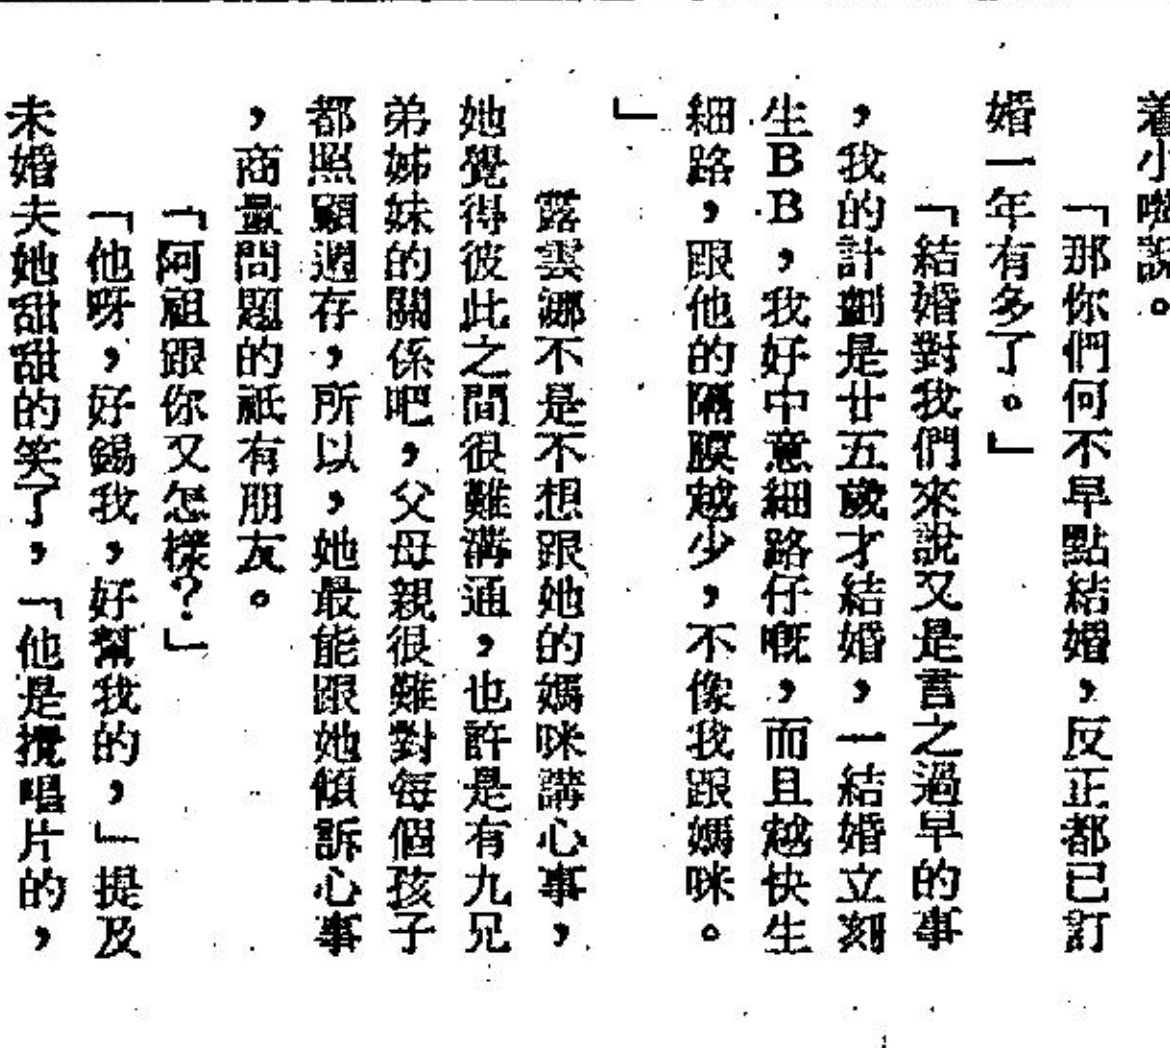 着小嘴說。
「那你們何不早點結婚,反正都已訂
婚一年有多了。」
「結婚對我們來說又是言之過早的事
,我的計劃是廿五歲才結婚,一結婚立刻
生BB,我好中意細路仔嘅,而且越快生
細路,跟他的隔膜越少,不像我跟媽咪。
」
露雲娜不是不想跟她的媽咪講心事,
她覺得彼此之間很難溝通,也許是有九兄
弟姊妹的關係吧,父母親很難對每個孩子
都照顧週存,所以,她最能跟她傾訴心事
,商量問題的祇有朋友。
「阿祖跟你又怎樣?」
「他呀,好錫我,好幫我的,」提及
未婚夫她甜甜的笑了,「他是攪唱片的,